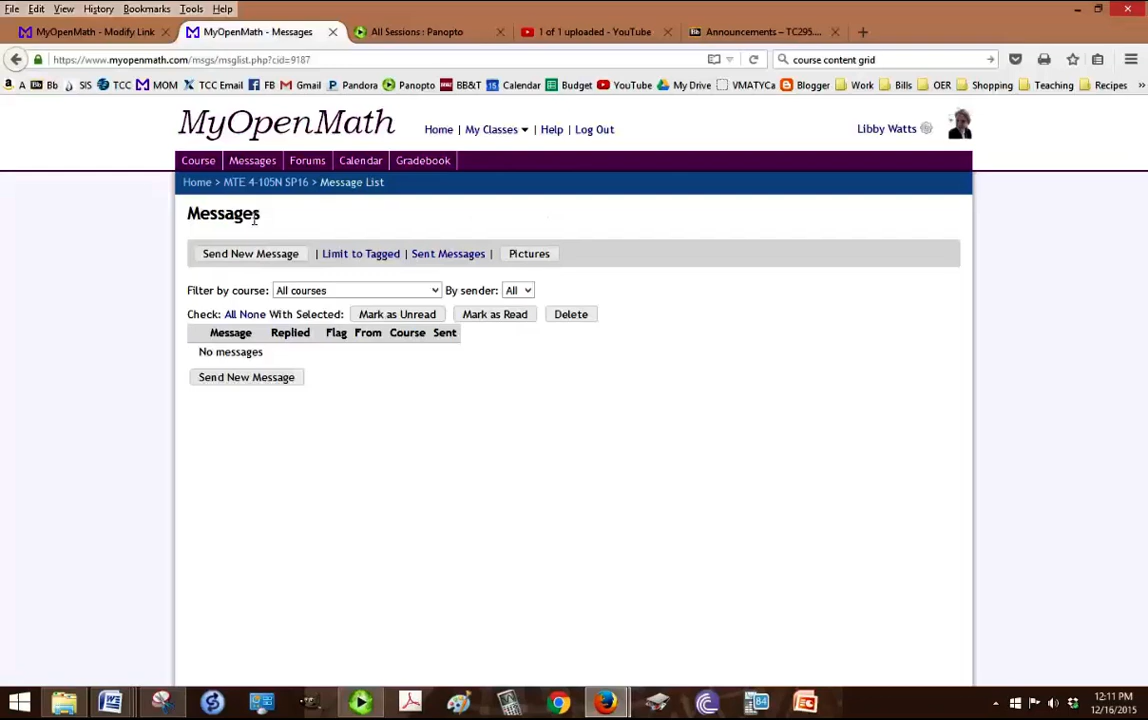 File Edit View History Bookmarks Tools Help
MyOpenMath - Modify Link × MyOpenMath - Messages × All Sessions : Panopto × 1 of 1 uploaded - YouTube × Announcements – TC295.... × +
https://www.myopenmath.com/msgs/msglist.php?cid=9187 course content grid
A Bb SIS TCC MOM TCC Email FB Gmail Pandora Panopto BB&T Calendar Budget YouTube My Drive VMATYCa Blogger Work Bills OER Shopping Teaching Recipes »
MyOpenMath Home | My Classes | Help | Log Out Libby Watts
Course Messages Forums Calendar Gradebook
Home > MTE 4-105N SP16 > Message List
Messages
Send New Message | Limit to Tagged | Sent Messages | Pictures
Filter by course: All courses By sender: All
Check: All None With Selected: Mark as Unread Mark as Read Delete
Message Replied Flag From Course Sent
No messages
Send New Message
12:11 PM
12/16/2015